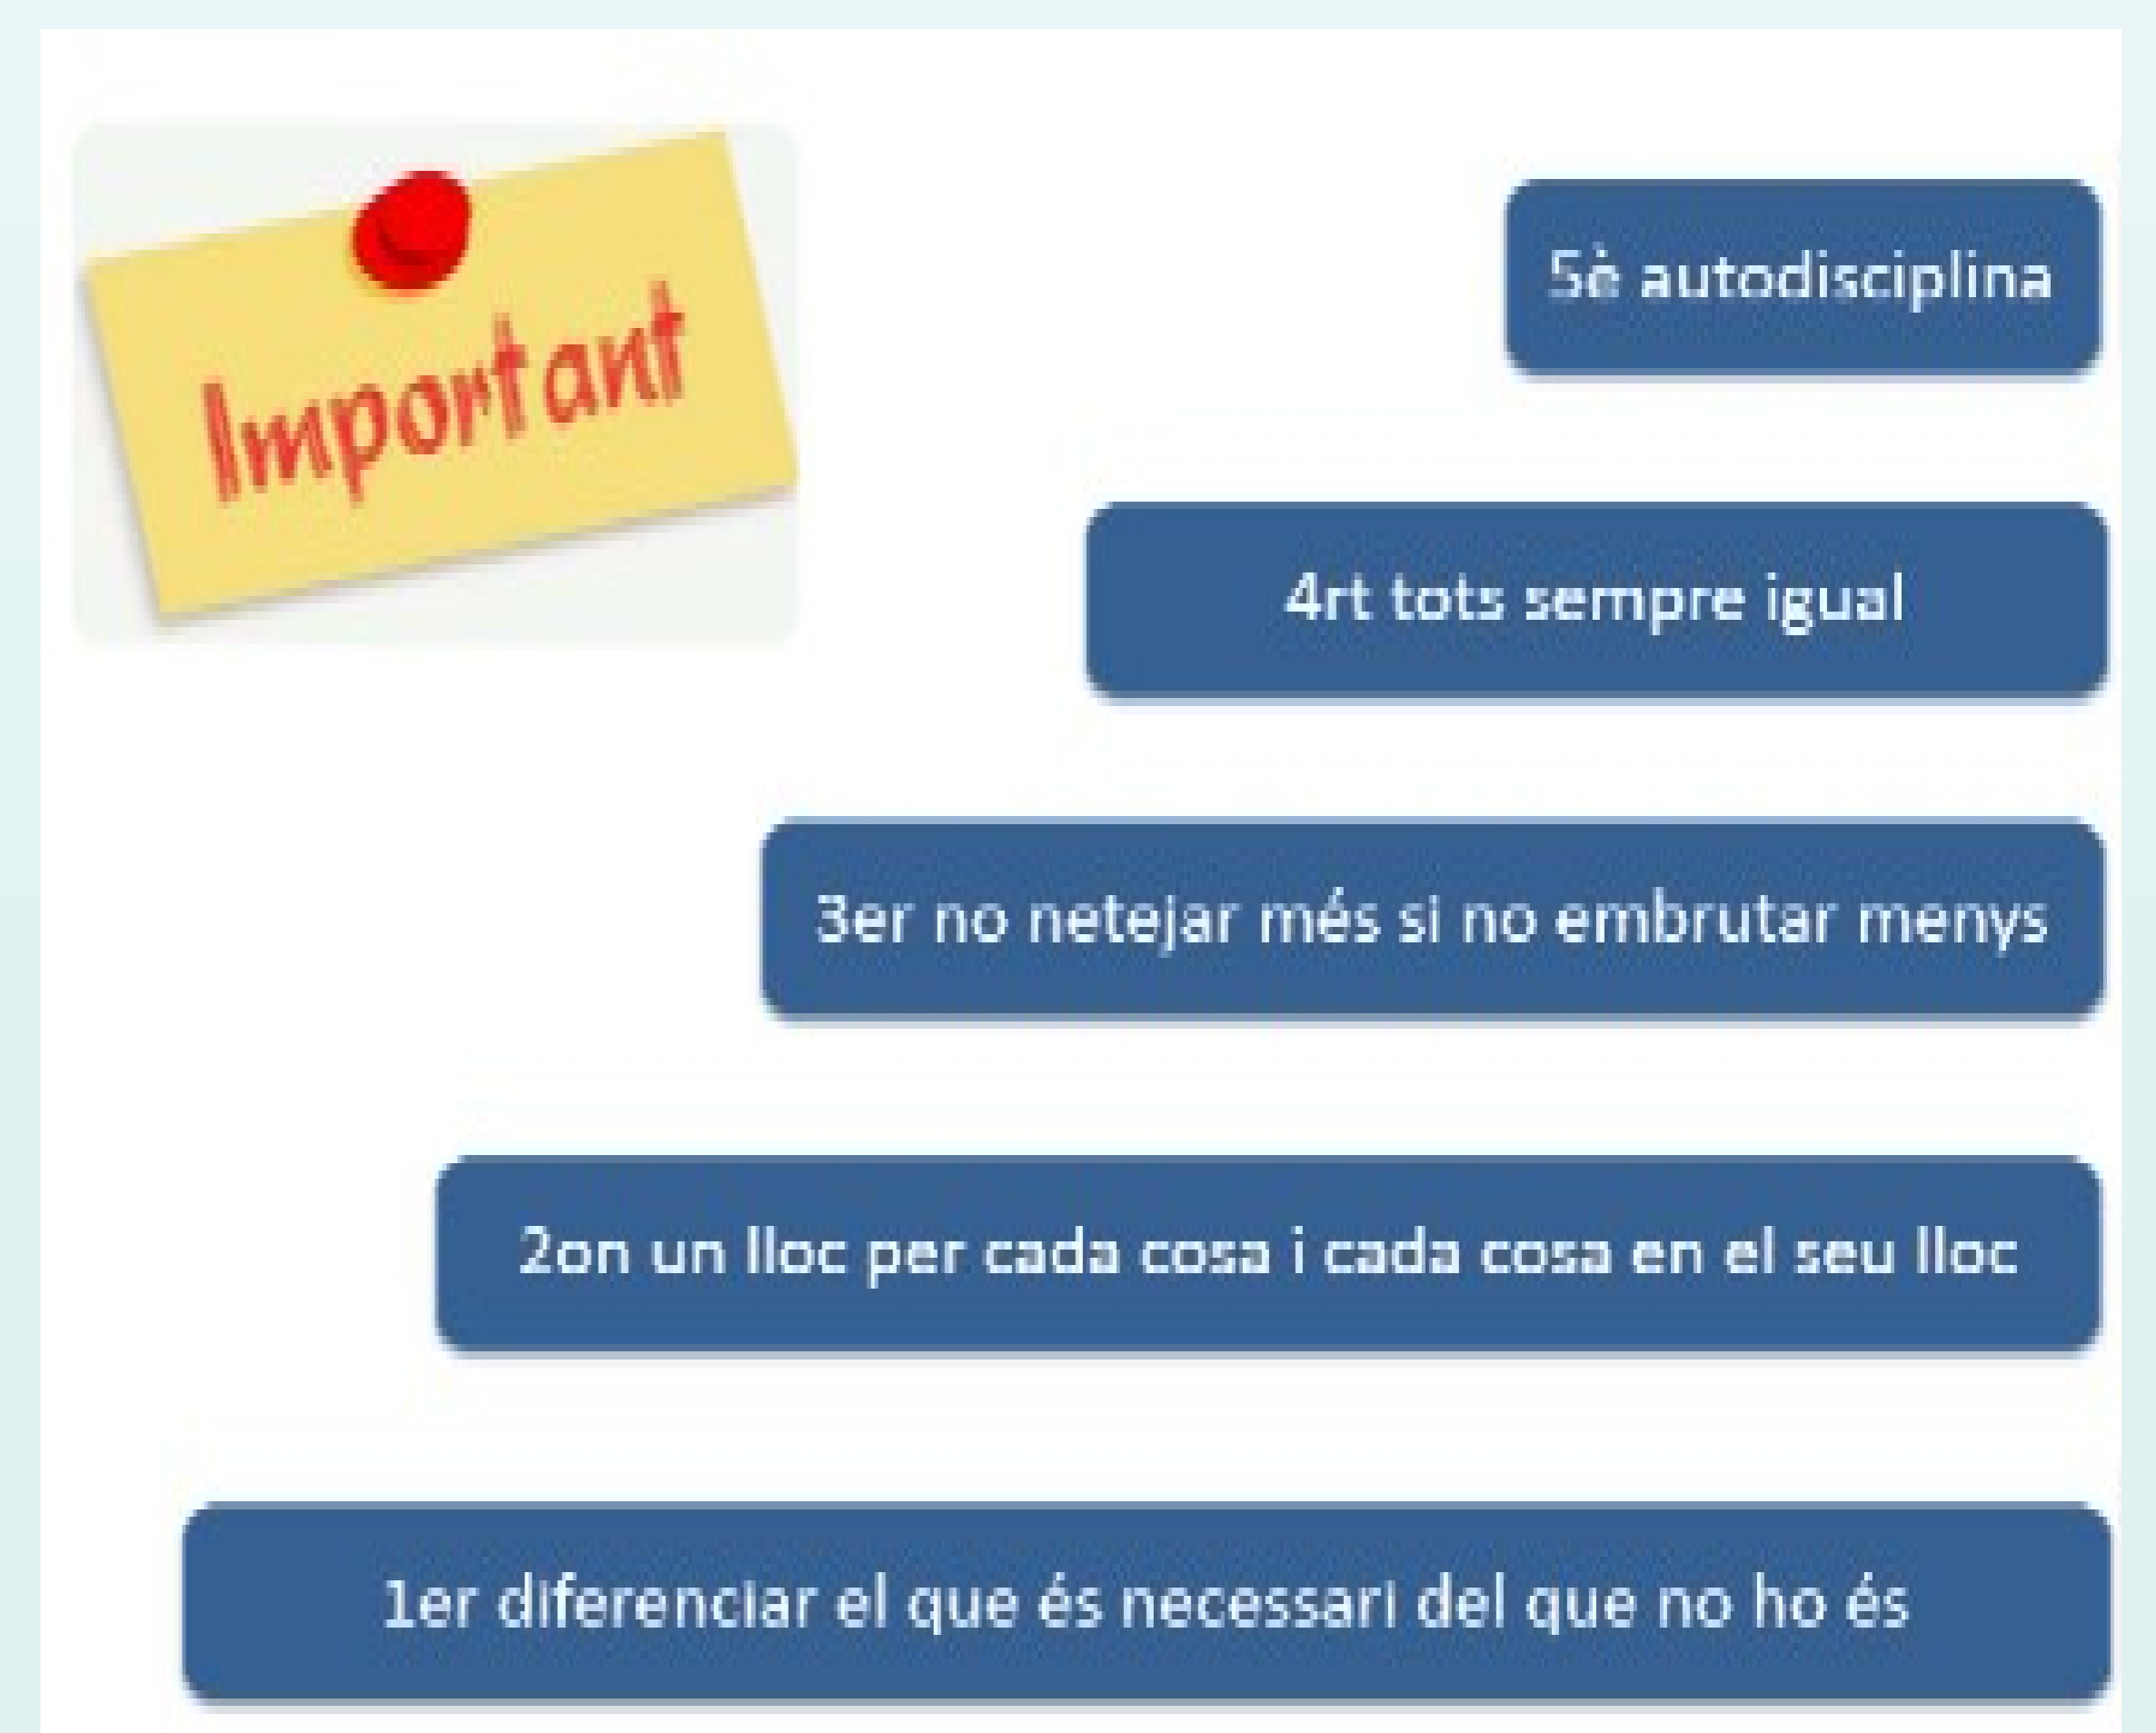 Important
5è autodisciplina
4rt tots sempre igual
3er no netejar més si no embrutar menys
2on un lloc per cada cosa i cada cosa en el seu lloc
1er diferenciar el que és necessari del que no ho és